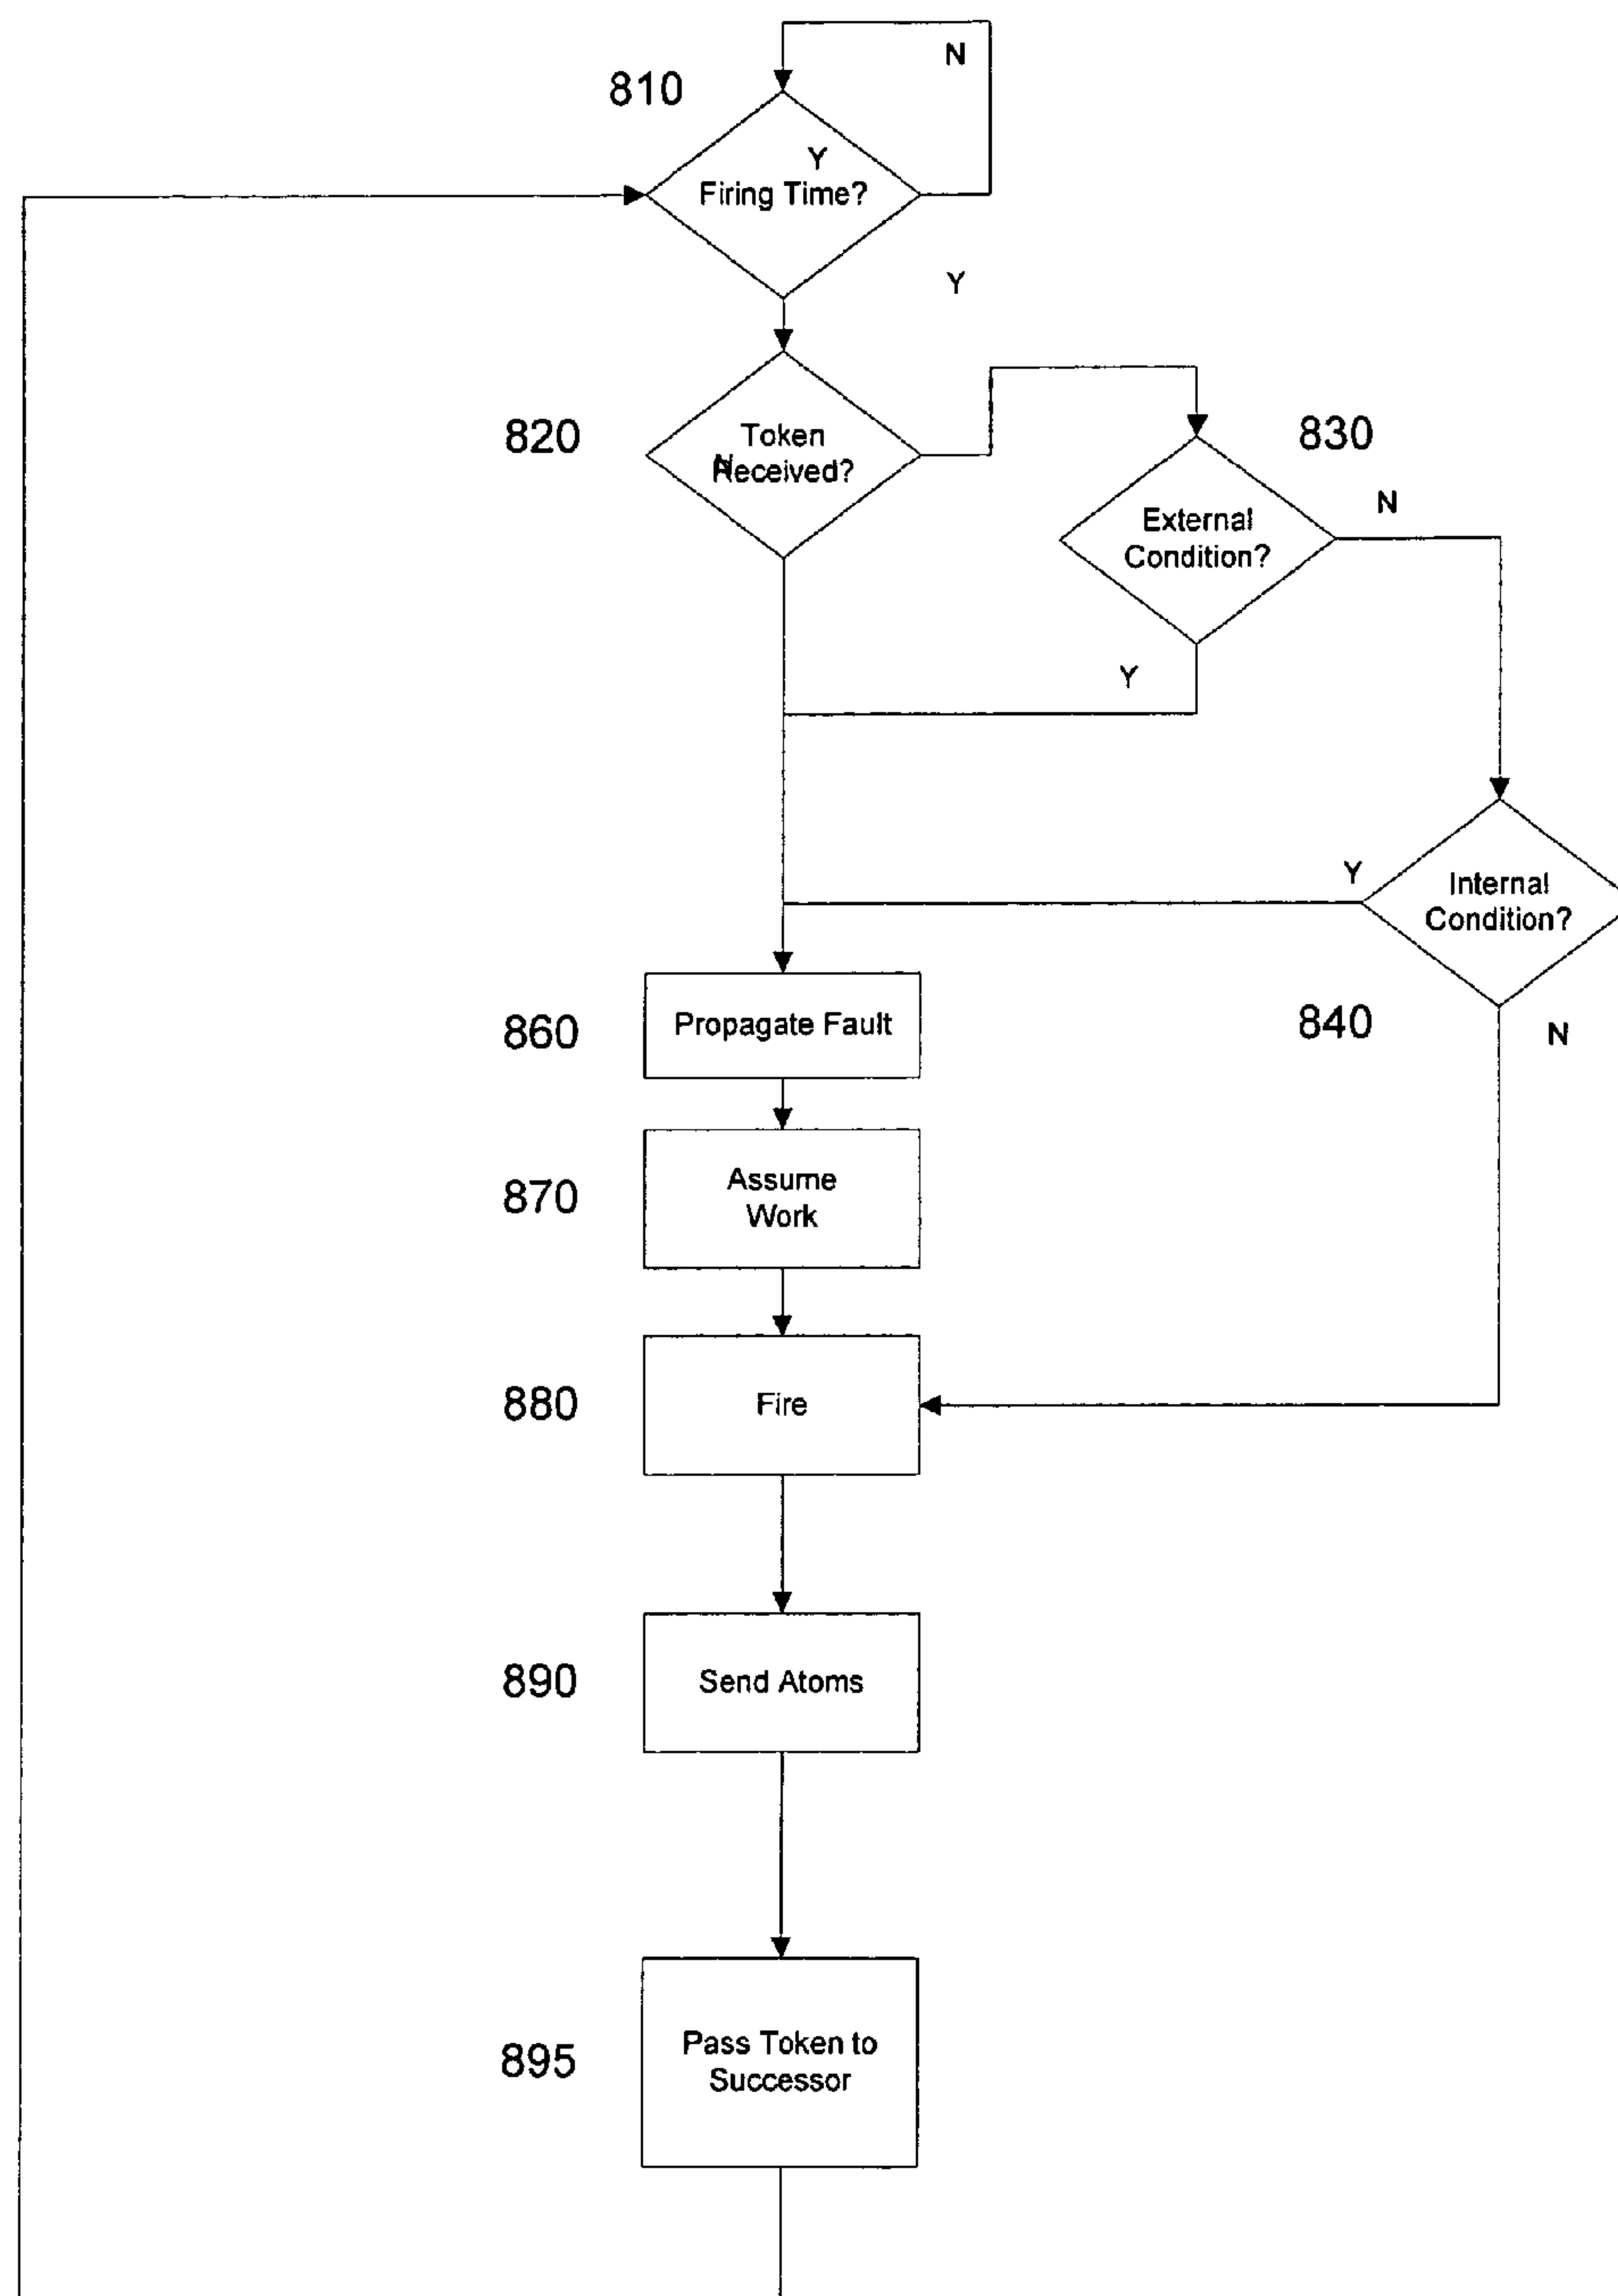 N
810
Y
Firing Time?
Y
820
Token
N
Received?
830
External
Condition?
N
Y
Y
Internal
Condition?
840
N
860
Propagate Fault
870
Assume
Work
880
Fire
890
Send Atoms
895
Pass Token to
Successor